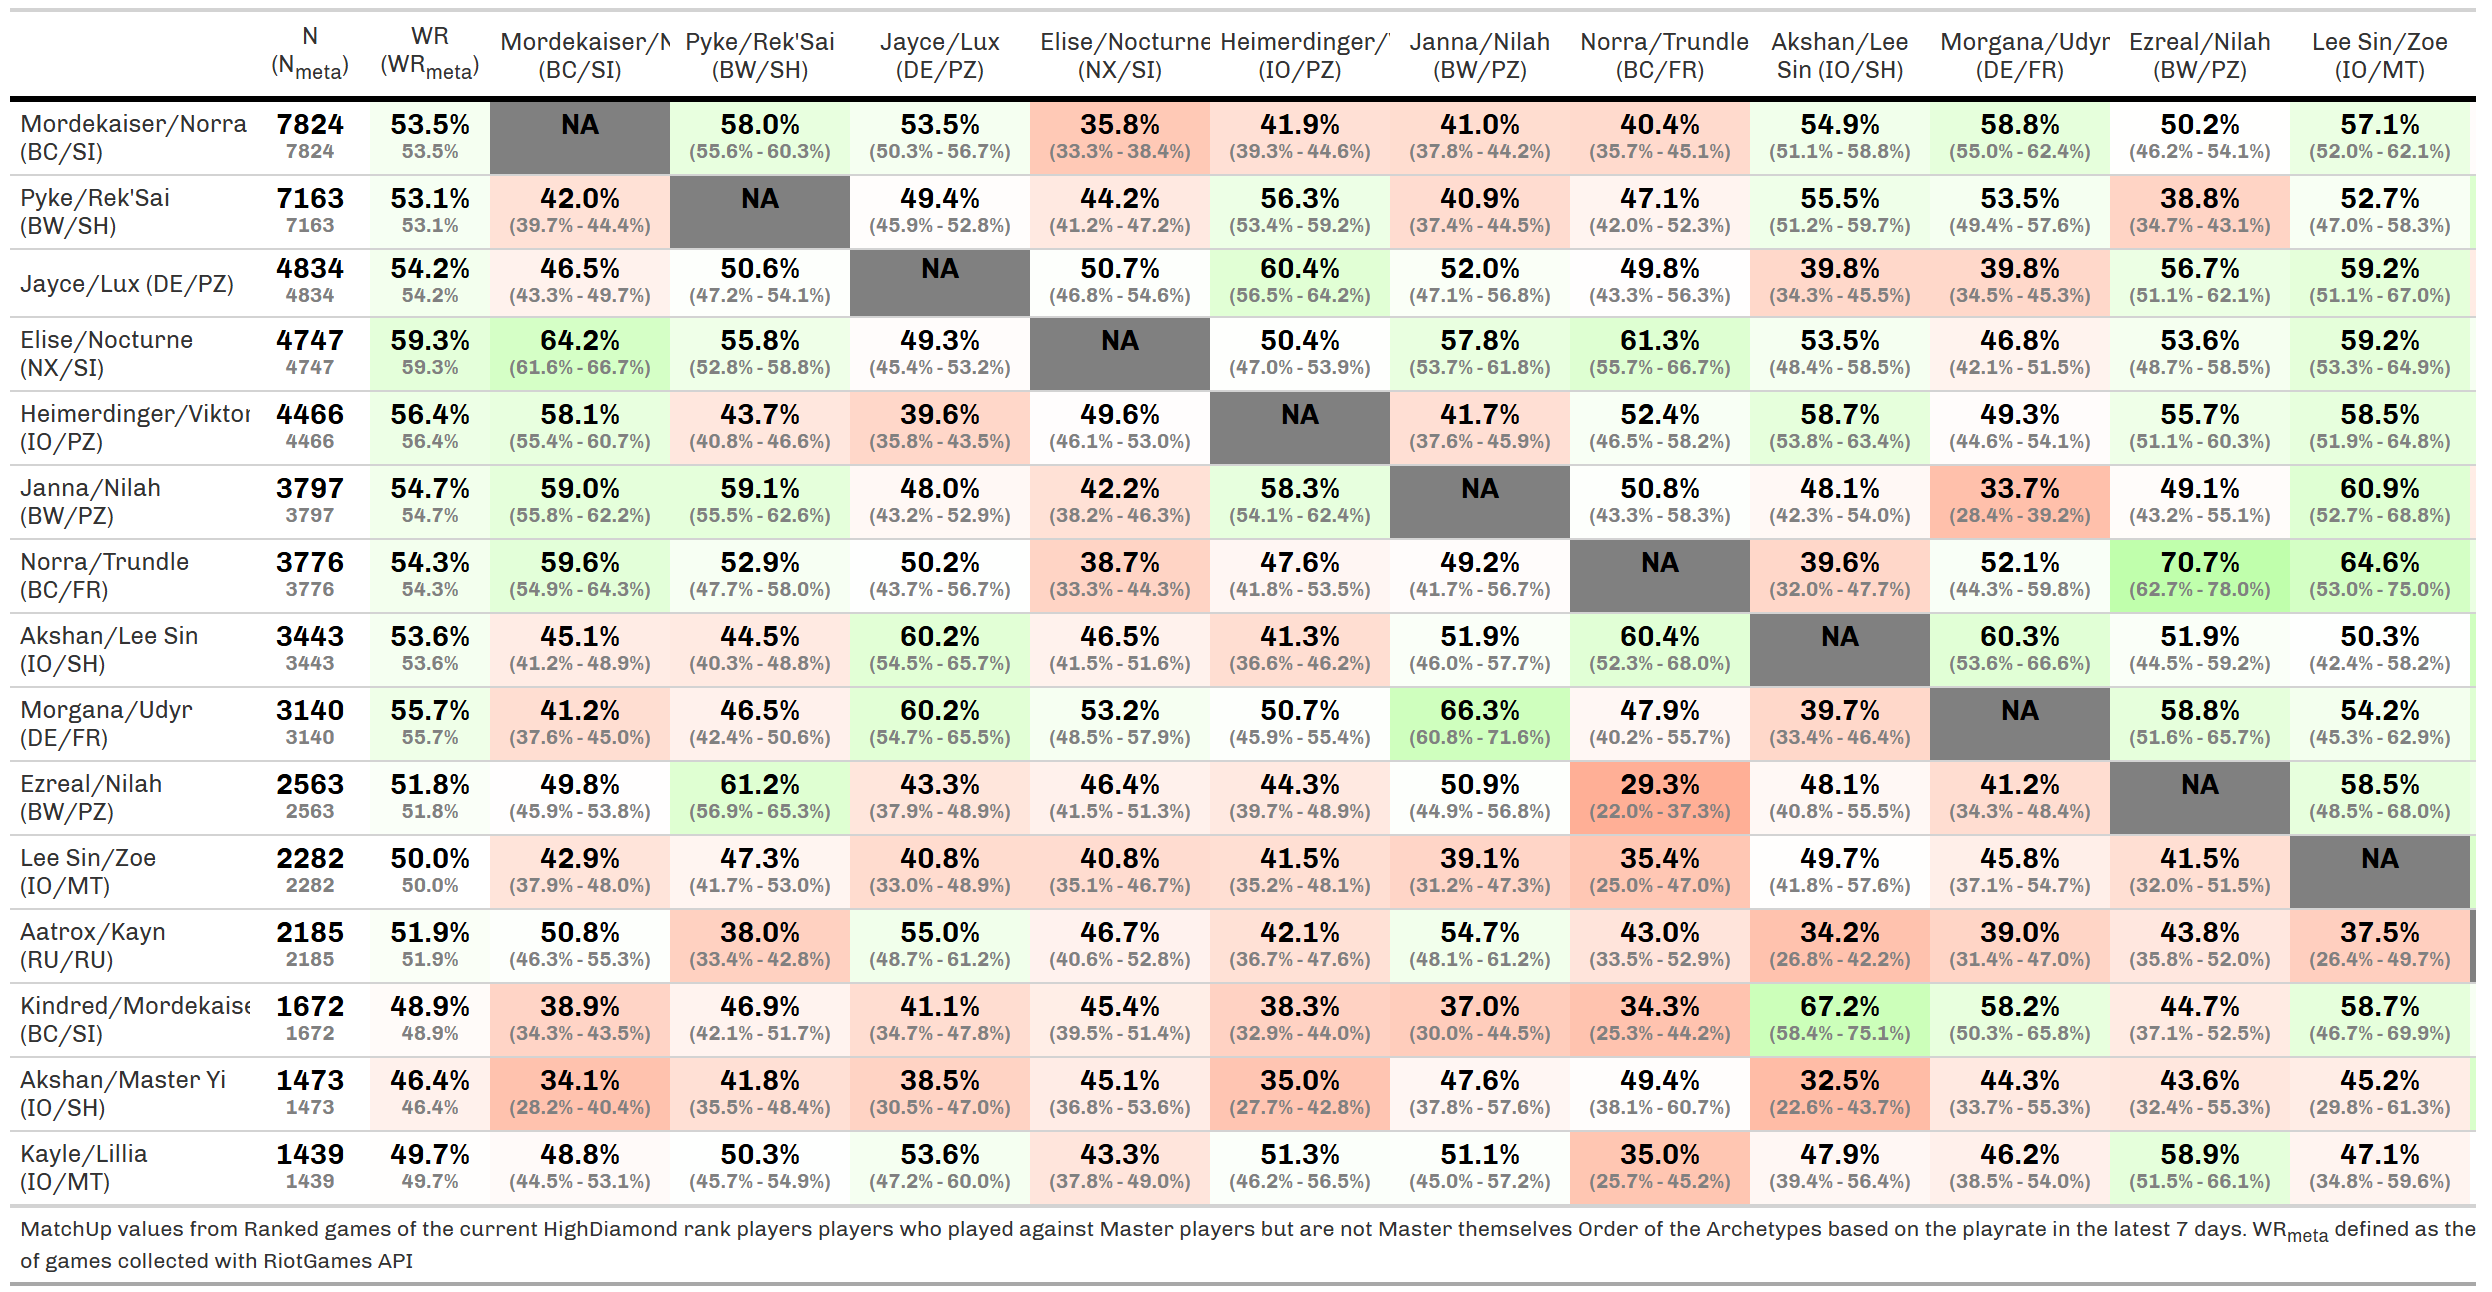 N WR Mordekaiser/N Pyke/Rek'Sai Jayce/Lux Elise/Nocturne Heimerdinger/ Janna/Nilah Norra/Trundle Akshan/Lee Morgana/Udyr Ezreal/Nilah Lee Sin/Zoe
(Nmeta) (WRmeta) (BC/SI) (BW/SH) (DE/PZ) (NX/SI) (IO/PZ) (BW/PZ) (BC/FR) Sin (IO/SH) (DE/FR) (BW/PZ) (IO/MT)
Mordekaiser/Norra 7824 53.5% NA 58.0% 53.5% 35.8% 41.9% 41.0% 40.4% 54.9% 58.8% 50.2% 57.1%
(BC/SI) 7824 53.5% (55.6% - 60.3%) (50.3% - 56.7%) (33.3% - 38.4%) (39.3% - 44.6%) (37.8% - 44.2%) (35.7% - 45.1%) (51.1% - 58.8%) (55.0% - 62.4%) (46.2% - 54.1%) (52.0% - 62.1%)
Pyke/Rek'Sai 7163 53.1% 42.0% NA 49.4% 44.2% 56.3% 40.9% 47.1% 55.5% 53.5% 38.8% 52.7%
(BW/SH) 7163 53.1% (39.7% - 44.4%) (45.9% - 52.8%) (41.2% - 47.2%) (53.4% - 59.2%) (37.4% - 44.5%) (42.0% - 52.3%) (51.2% - 59.7%) (49.4% - 57.6%) (34.7% - 43.1%) (47.0% - 58.3%)
Jayce/Lux (DE/PZ) 4834 54.2% 46.5% 50.6% NA 50.7% 60.4% 52.0% 49.8% 39.8% 39.8% 56.7% 59.2%
4834 54.2% (43.3% - 49.7%) (47.2% - 54.1%) (46.8% - 54.6%) (56.5% - 64.2%) (47.1% - 56.8%) (43.3% - 56.3%) (34.3% - 45.5%) (34.5% - 45.3%) (51.1% - 62.1%) (51.1% - 67.0%)
Elise/Nocturne 4747 59.3% 64.2% 55.8% 49.3% NA 50.4% 57.8% 61.3% 53.5% 46.8% 53.6% 59.2%
(NX/SI) 4747 59.3% (61.6% - 66.7%) (52.8% - 58.8%) (45.4% - 53.2%) (47.0% - 53.9%) (53.7% - 61.8%) (55.7% - 66.7%) (48.4% - 58.5%) (42.1% - 51.5%) (48.7% - 58.5%) (53.3% - 64.9%)
Heimerdinger/Viktor 4466 56.4% 58.1% 43.7% 39.6% 49.6% NA 41.7% 52.4% 58.7% 49.3% 55.7% 58.5%
(IO/PZ) 4466 56.4% (55.4% - 60.7%) (40.8% - 46.6%) (35.8% - 43.5%) (46.1% - 53.0%) (37.6% - 45.9%) (46.5% - 58.2%) (53.8% - 63.4%) (44.6% - 54.1%) (51.1% - 60.3%) (51.9% - 64.8%)
Janna/Nilah 3797 54.7% 59.0% 59.1% 48.0% 42.2% 58.3% NA 50.8% 48.1% 33.7% 49.1% 60.9%
(BW/PZ) 3797 54.7% (55.8% - 62.2%) (55.5% - 62.6%) (43.2% - 52.9%) (38.2% - 46.3%) (54.1% - 62.4%) (43.3% - 58.3%) (42.3% - 54.0%) (28.4% - 39.2%) (43.2% - 55.1%) (52.7% - 68.8%)
Norra/Trundle 3776 54.3% 59.6% 52.9% 50.2% 38.7% 47.6% 49.2% NA 39.6% 52.1% 70.7% 64.6%
(BC/FR) 3776 54.3% (54.9% - 64.3%) (47.7% - 58.0%) (43.7% - 56.7%) (33.3% - 44.3%) (41.8% - 53.5%) (41.7% - 56.7%) (32.0% - 47.7%) (44.3% - 59.8%) (62.7% - 78.0%) (53.0% - 75.0%)
Akshan/Lee Sin 3443 53.6% 45.1% 44.5% 60.2% 46.5% 41.3% 51.9% 60.4% NA 60.3% 51.9% 50.3%
(IO/SH) 3443 53.6% (41.2% - 48.9%) (40.3% - 48.8%) (54.5% - 65.7%) (41.5% - 51.6%) (36.6% - 46.2%) (46.0% - 57.7%) (52.3% - 68.0%) (53.6% - 66.6%) (44.5% - 59.2%) (42.4% - 58.2%)
Morgana/Udyr 3140 55.7% 41.2% 46.5% 60.2% 53.2% 50.7% 66.3% 47.9% 39.7% NA 58.8% 54.2%
(DE/FR) 3140 55.7% (37.6% - 45.0%) (42.4% - 50.6%) (54.7% - 65.5%) (48.5% - 57.9%) (45.9% - 55.4%) (60.8% - 71.6%) (40.2% - 55.7%) (33.4% - 46.4%) (51.6% - 65.7%) (45.3% - 62.9%)
Ezreal/Nilah 2563 51.8% 49.8% 61.2% 43.3% 46.4% 44.3% 50.9% 29.3% 48.1% 41.2% NA 58.5%
(BW/PZ) 2563 51.8% (45.9% - 53.8%) (56.9% - 65.3%) (37.9% - 48.9%) (41.5% - 51.3%) (39.7% - 48.9%) (44.9% - 56.8%) (22.0% - 37.3%) (40.8% - 55.5%) (34.3% - 48.4%) (48.5% - 68.0%)
Lee Sin/Zoe 2282 50.0% 42.9% 47.3% 40.8% 40.8% 41.5% 39.1% 35.4% 49.7% 45.8% 41.5% NA
(IO/MT) 2282 50.0% (37.9% - 48.0%) (41.7% - 53.0%) (33.0% - 48.9%) (35.1% - 46.7%) (35.2% - 48.1%) (31.2% - 47.3%) (25.0% - 47.0%) (41.8% - 57.6%) (37.1% - 54.7%) (32.0% - 51.5%)
Aatrox/Kayn 2185 51.9% 50.8% 38.0% 55.0% 46.7% 42.1% 54.7% 43.0% 34.2% 39.0% 43.8% 37.5%
(RU/RU) 2185 51.9% (46.3% - 55.3%) (33.4% - 42.8%) (48.7% - 61.2%) (40.6% - 52.8%) (36.7% - 47.6%) (48.1% - 61.2%) (33.5% - 52.9%) (26.8% - 42.2%) (31.4% - 47.0%) (35.8% - 52.0%) (26.4% - 49.7%)
Kindred/Mordekaise 1672 48.9% 38.9% 46.9% 41.1% 45.4% 38.3% 37.0% 34.3% 67.2% 58.2% 44.7% 58.7%
(BC/SI) 1672 48.9% (34.3% - 43.5%) (42.1% - 51.7%) (34.7% - 47.8%) (39.5% - 51.4%) (32.9% - 44.0%) (30.0% - 44.5%) (25.3% - 44.2%) (58.4% - 75.1%) (50.3% - 65.8%) (37.1% - 52.5%) (46.7% - 69.9%)
Akshan/Master Yi 1473 46.4% 34.1% 41.8% 38.5% 45.1% 35.0% 47.6% 49.4% 32.5% 44.3% 43.6% 45.2%
(IO/SH) 1473 46.4% (28.2% - 40.4%) (35.5% - 48.4%) (30.5% - 47.0%) (36.8% - 53.6%) (27.7% - 42.8%) (37.8% - 57.6%) (38.1% - 60.7%) (22.6% - 43.7%) (33.7% - 55.3%) (32.4% - 55.3%) (29.8% - 61.3%)
Kayle/Lillia 1439 49.7% 48.8% 50.3% 53.6% 43.3% 51.3% 51.1% 35.0% 47.9% 46.2% 58.9% 47.1%
(IO/MT) 1439 49.7% (44.5% - 53.1%) (45.7% - 54.9%) (47.2% - 60.0%) (37.8% - 49.0%) (46.2% - 56.5%) (45.0% - 57.2%) (25.7% - 45.2%) (39.4% - 56.4%) (38.5% - 54.0%) (51.5% - 66.1%) (34.8% - 59.6%)
MatchUp values from Ranked games of the current HighDiamond rank players players who played against Master players but are not Master themselves Order of the Archetypes based on the playrate in the latest 7 days. WRmeta defined as the
of games collected with RiotGames API